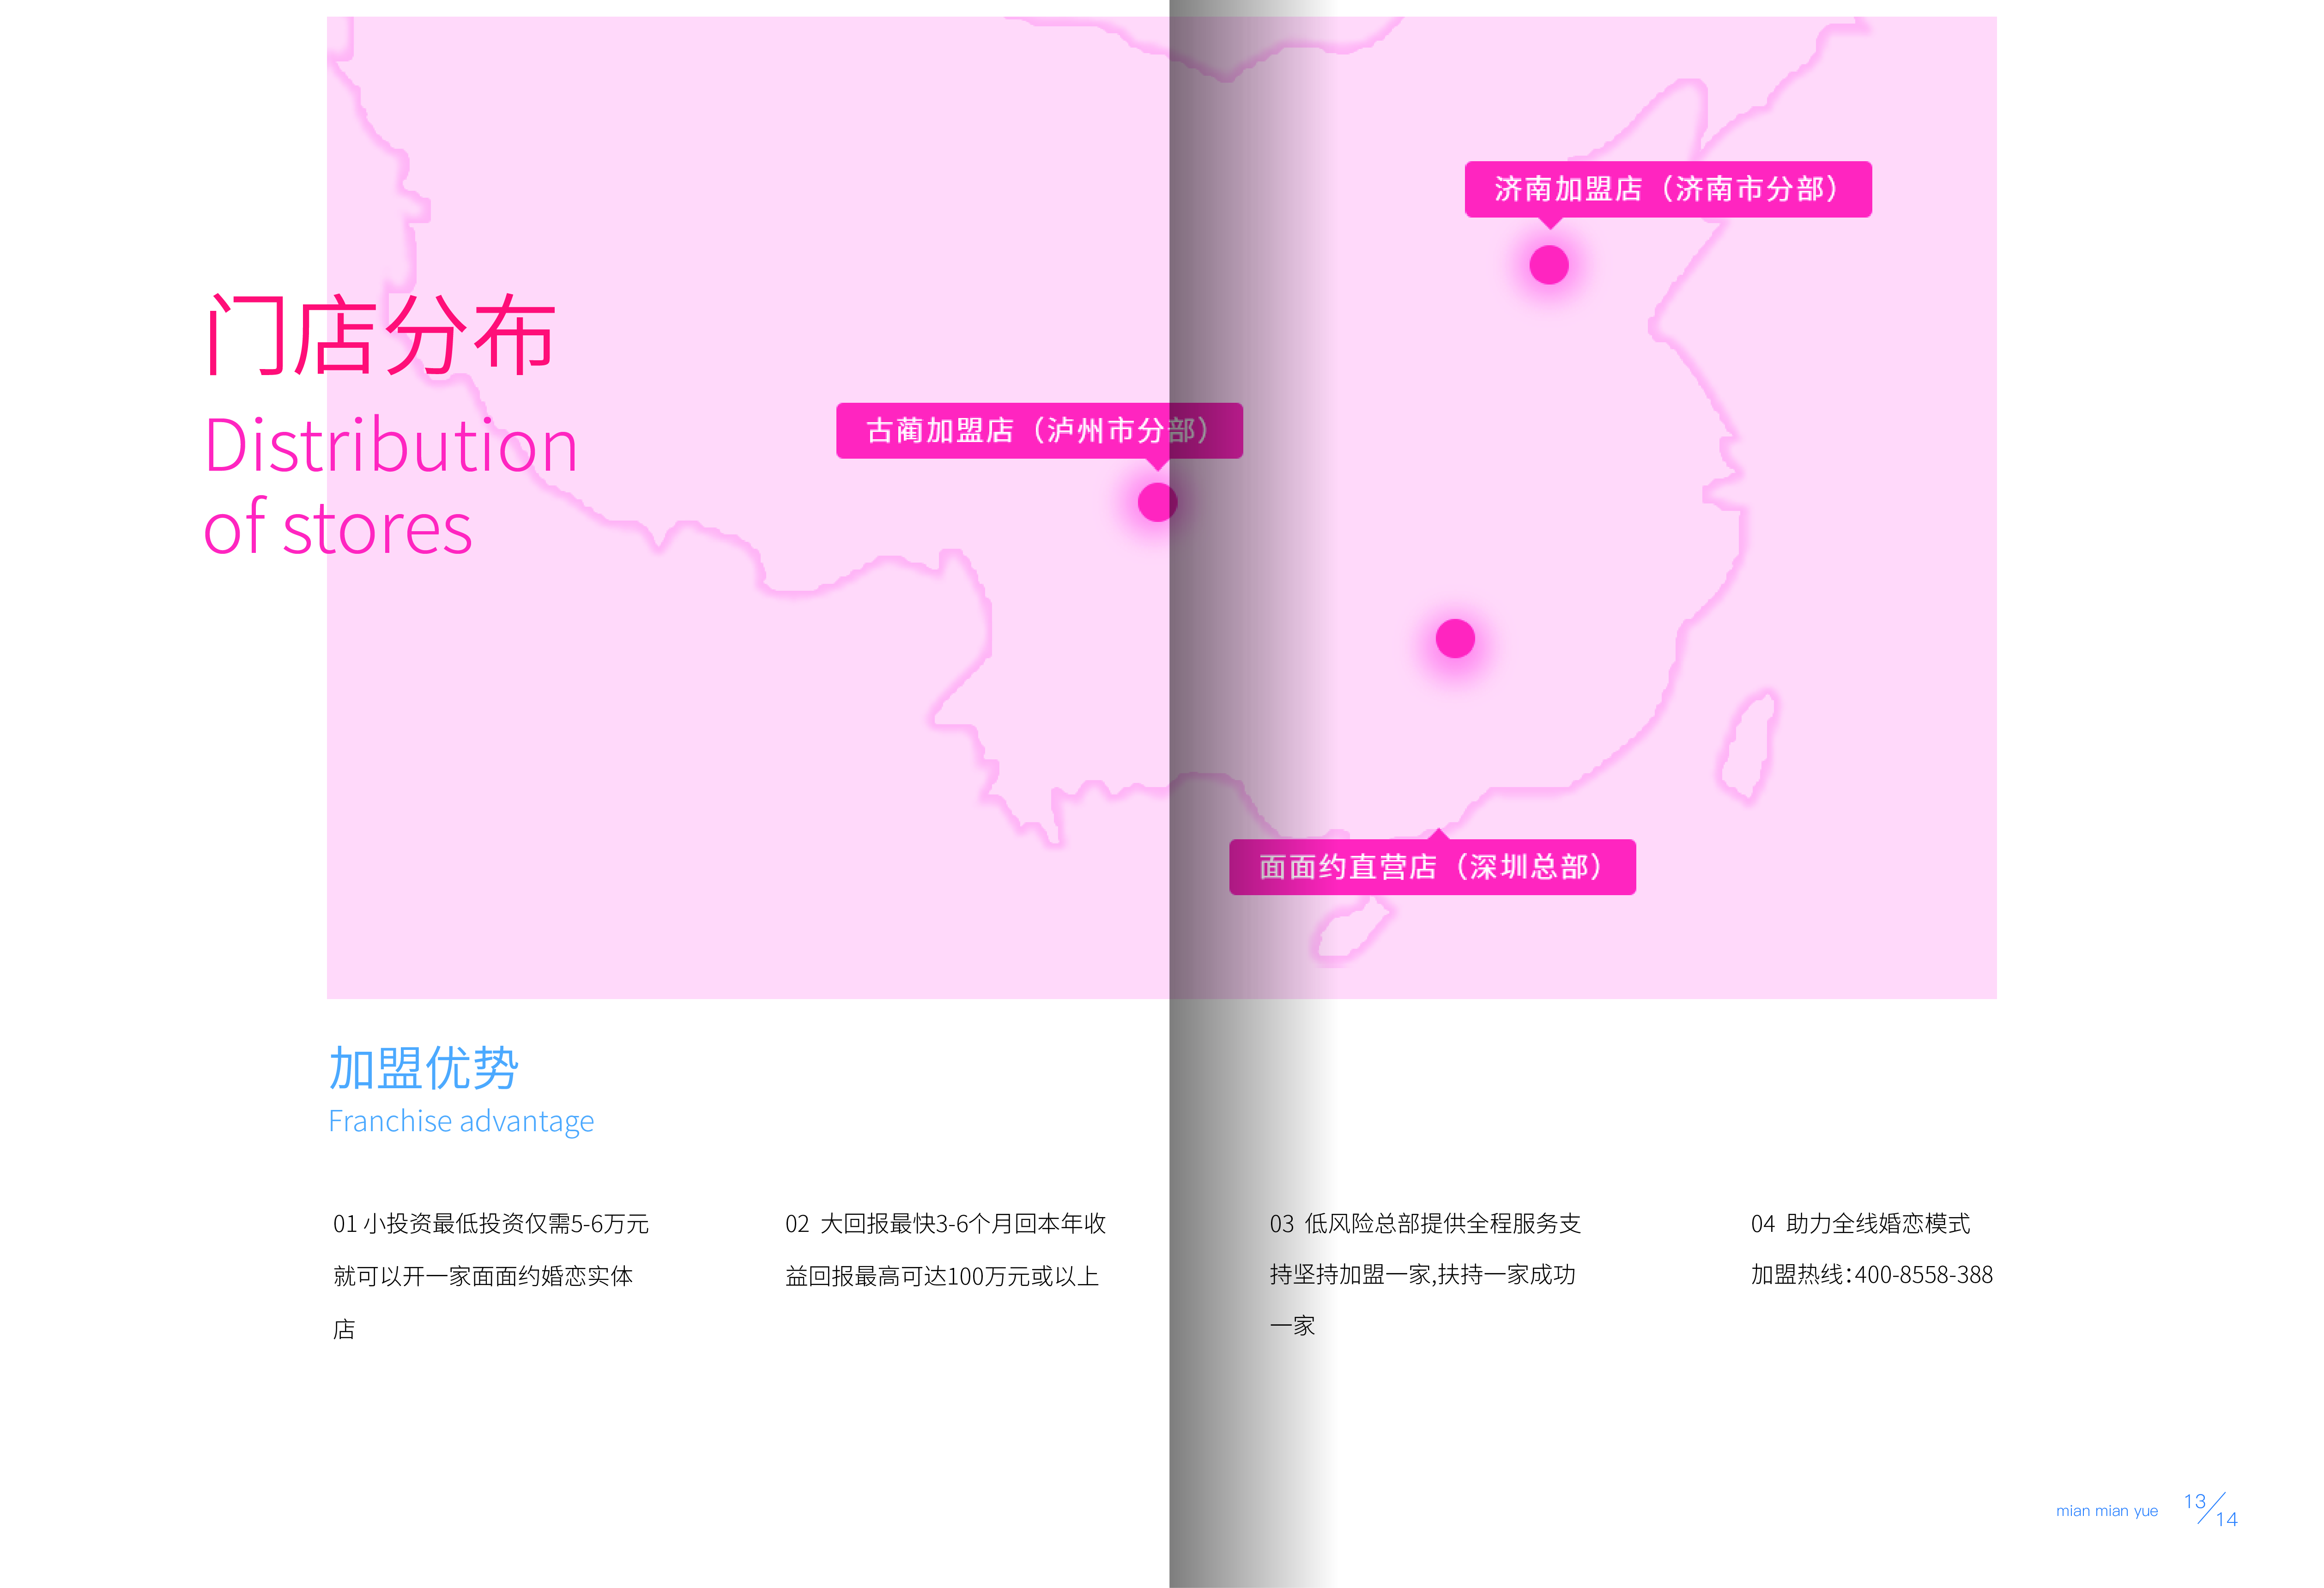 门店分布
Distribution
of stores
济南加盟店（济南市分部）
古蔺加盟店（泸州市分部）
面面约直营店（深圳总部）
加盟优势
Franchise advantage
01 小投资最低投资仅需5-6万元
就可以开一家面面约婚恋实体
店
02 大回报最快3-6个月回本年收
益回报最高可达100万元或以上
03 低风险总部提供全程服务支
持坚持加盟一家,扶持一家成功
一家
04 助力全线婚恋模式
加盟热线：400-8558-388
mian mian yue 13/14